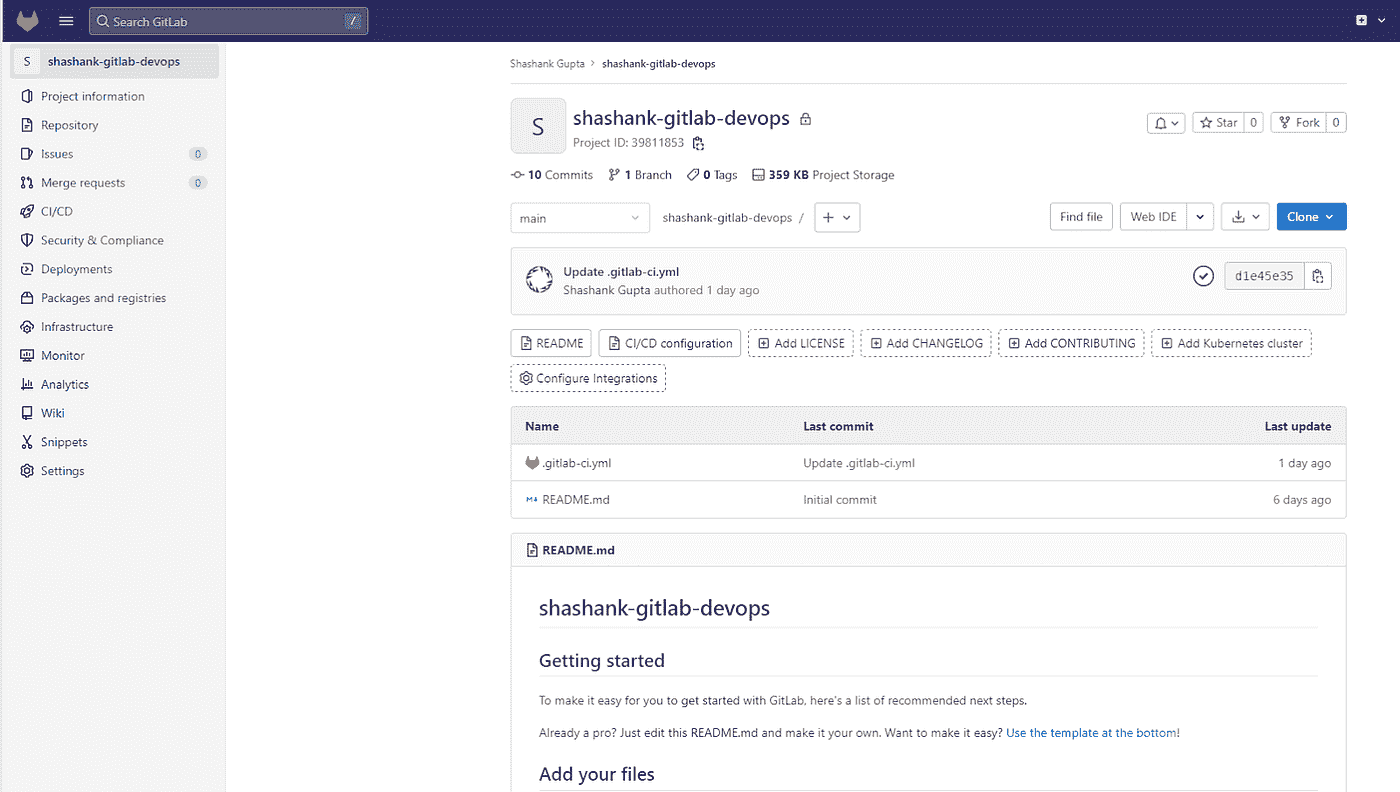 Search GitLab /
S shashank-gitlab-devops
Project information
Repository
Issues 0
Merge requests 0
CI/CD
Security & Compliance
Deployments
Packages and registries
Infrastructure
Monitor
Analytics
Wiki
Snippets
Settings
Shashank Gupta > shashank-gitlab-devops
S shashank-gitlab-devops
Project ID: 39811853
Star 0 Fork 0
10 Commits 1 Branch 0 Tags 359 KB Project Storage
main shashank-gitlab-devops / + Find file Web IDE Clone
Update .gitlab-ci.yml
Shashank Gupta authored 1 day ago
d1e45e35
README CI/CD configuration Add LICENSE Add CHANGELOG Add CONTRIBUTING Add Kubernetes cluster
Configure Integrations
Name Last commit Last update
.gitlab-ci.yml Update .gitlab-ci.yml 1 day ago
README.md Initial commit 6 days ago
README.md
shashank-gitlab-devops
Getting started
To make it easy for you to get started with GitLab, here's a list of recommended next steps.
Already a pro? Just edit this README.md and make it your own. Want to make it easy? Use the template at the bottom!
Add your files